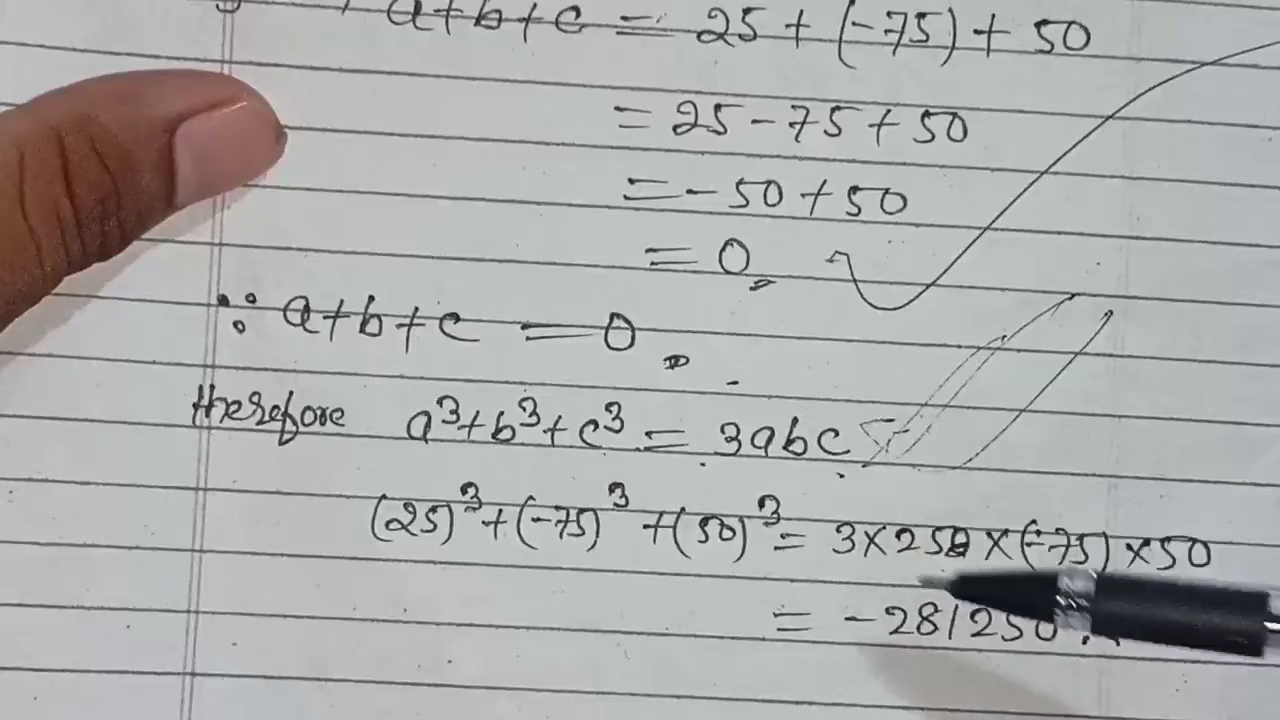 a+b+c = 25 + (-75) + 50
= 25 - 75 + 50
= - 50 + 50
= 0
∵ a+b+c = 0.
therefore a³+b³+c³ = 3abc
(25)³+(-75)³+(50)³ = 3×25×(-75)×50
= -281250